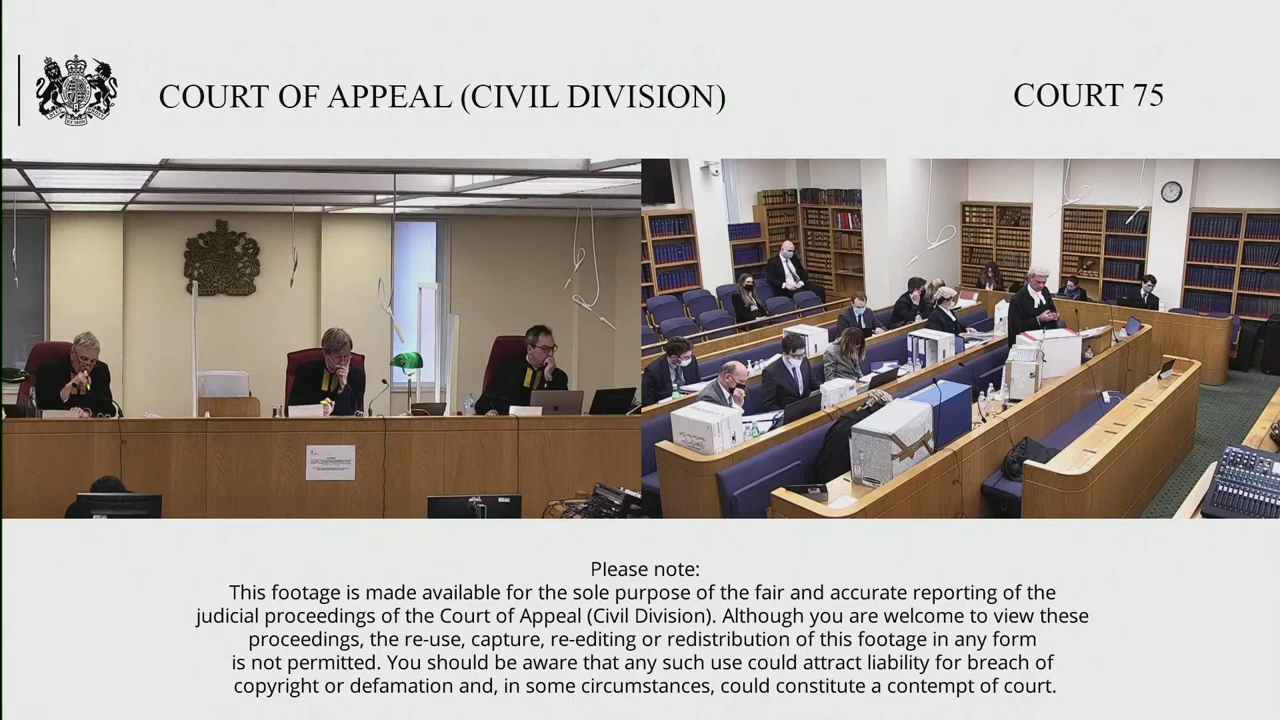 COURT OF APPEAL (CIVIL DIVISION)
COURT 75
Please note:
This footage is made available for the sole purpose of the fair and accurate reporting of the
judicial proceedings of the Court of Appeal (Civil Division). Although you are welcome to view these
proceedings, the re-use, capture, re-editing or redistribution of this footage in any form
is not permitted. You should be aware that any such use could attract liability for breach of
copyright or defamation and, in some circumstances, could constitute a contempt of court.